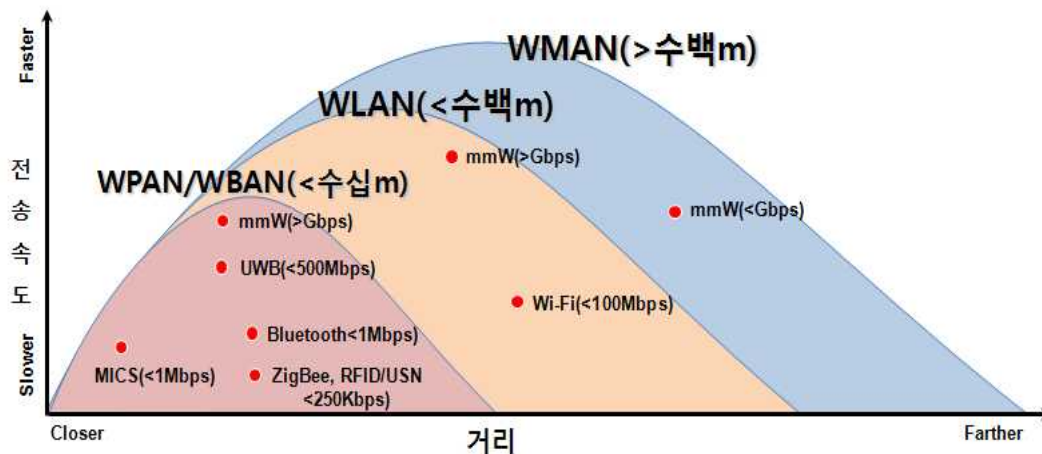 Faster
WMAN(>수백m)
WLAN(<수백m)
WPAN/WBAN(<수십m)
mmW(>Gbps)
mmW(>Gbps)
mmW(<Gbps)
UWB(<500Mbps)
Wi-Fi(<100Mbps)
Bluetooth<1Mbps)
MICS(<1Mbps)
ZigBee, RFID/USN
<250Kbps)
전
송
속
도
Slower
Closer
거리
Farther